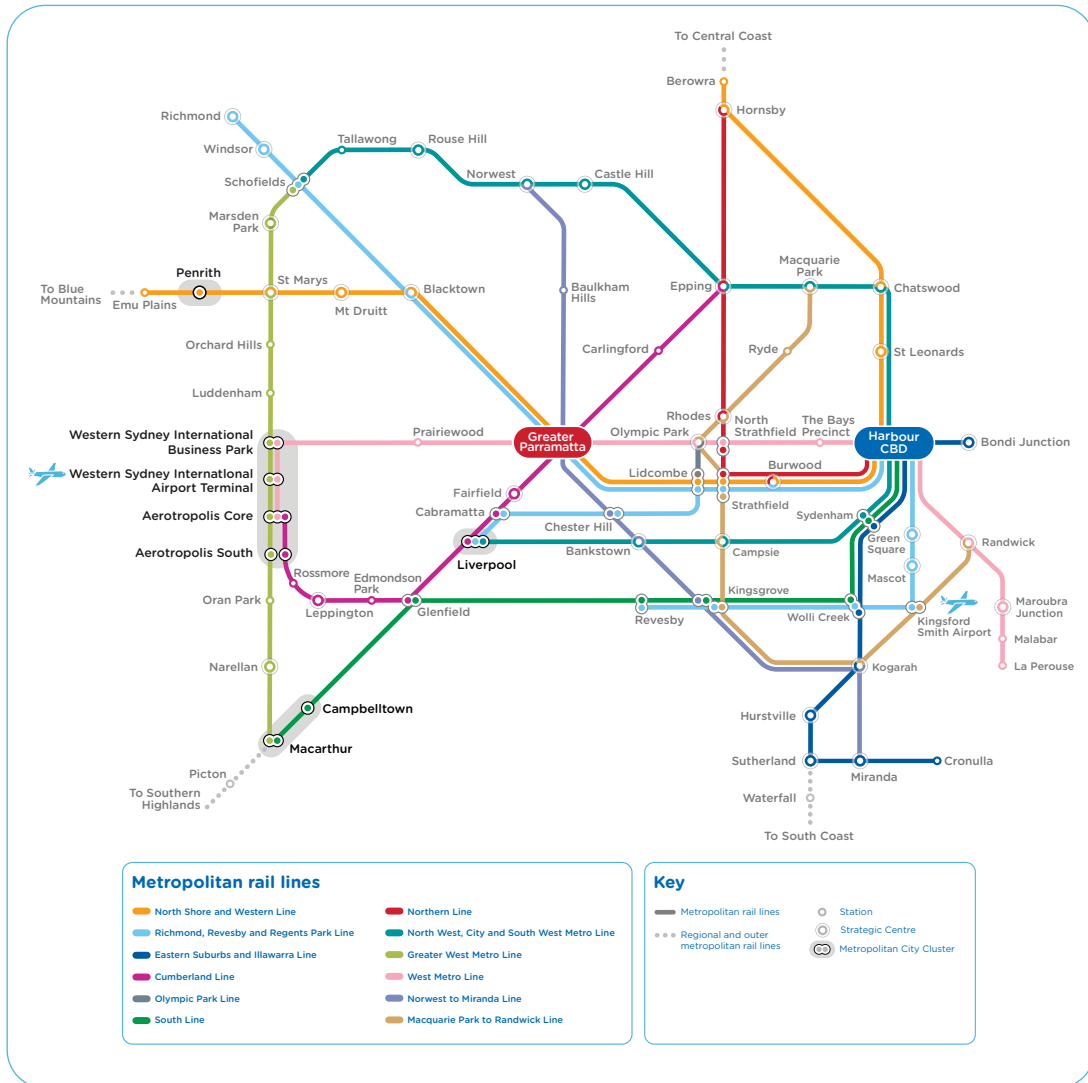 To Central Coast
Berowra
Hornsby
Richmond
Windsor
Tallawong
Rouse Hill
Schofields
Norwest
Castle Hill
Marsden
Park
Macquarie
Park
Penrith
To Blue
Mountains
Emu Plains
St Marys
Mt Druitt
Blacktown
Baulkham
Hills
Epping
Chatswood
Orchard Hills
Carlingford
Ryde
St Leonards
Luddenham
Western Sydney International
Business Park
Prairiewood
Greater
Parramatta
Rhodes
Olympic Park
North
Strathfield
The Bays
Precinct
Harbour
CBD
Bondi Junction
Western Sydney International
Airport Terminal
Lidcombe
Burwood
Fairfield
Strathfield
Aerotropolis Core
Cabramatta
Chester Hill
Sydenham
Green
Square
Randwick
Aerotropolis South
Liverpool
Bankstown
Campsie
Mascot
Rossmore
Edmondson
Park
Oran Park
Leppington
Glenfield
Revesby
Kingsgrove
Wolli Creek
Kingsford
Smith Airport
Maroubra
Junction
Malabar
La Perouse
Narellan
Kogarah
Campbelltown
Hurstville
Macarthur
Picton
To Southern
Highlands
Sutherland
Miranda
Cronulla
Waterfall
To South Coast
Metropolitan rail lines
North Shore and Western Line
Richmond, Revesby and Regents Park Line
Eastern Suburbs and Illawarra Line
Cumberland Line
Olympic Park Line
South Line
Northern Line
North West, City and South West Metro Line
Greater West Metro Line
West Metro Line
Norwest to Miranda Line
Macquarie Park to Randwick Line
Key
Metropolitan rail lines
Regional and outer
metropolitan rail lines
Station
Strategic Centre
Metropolitan City Cluster